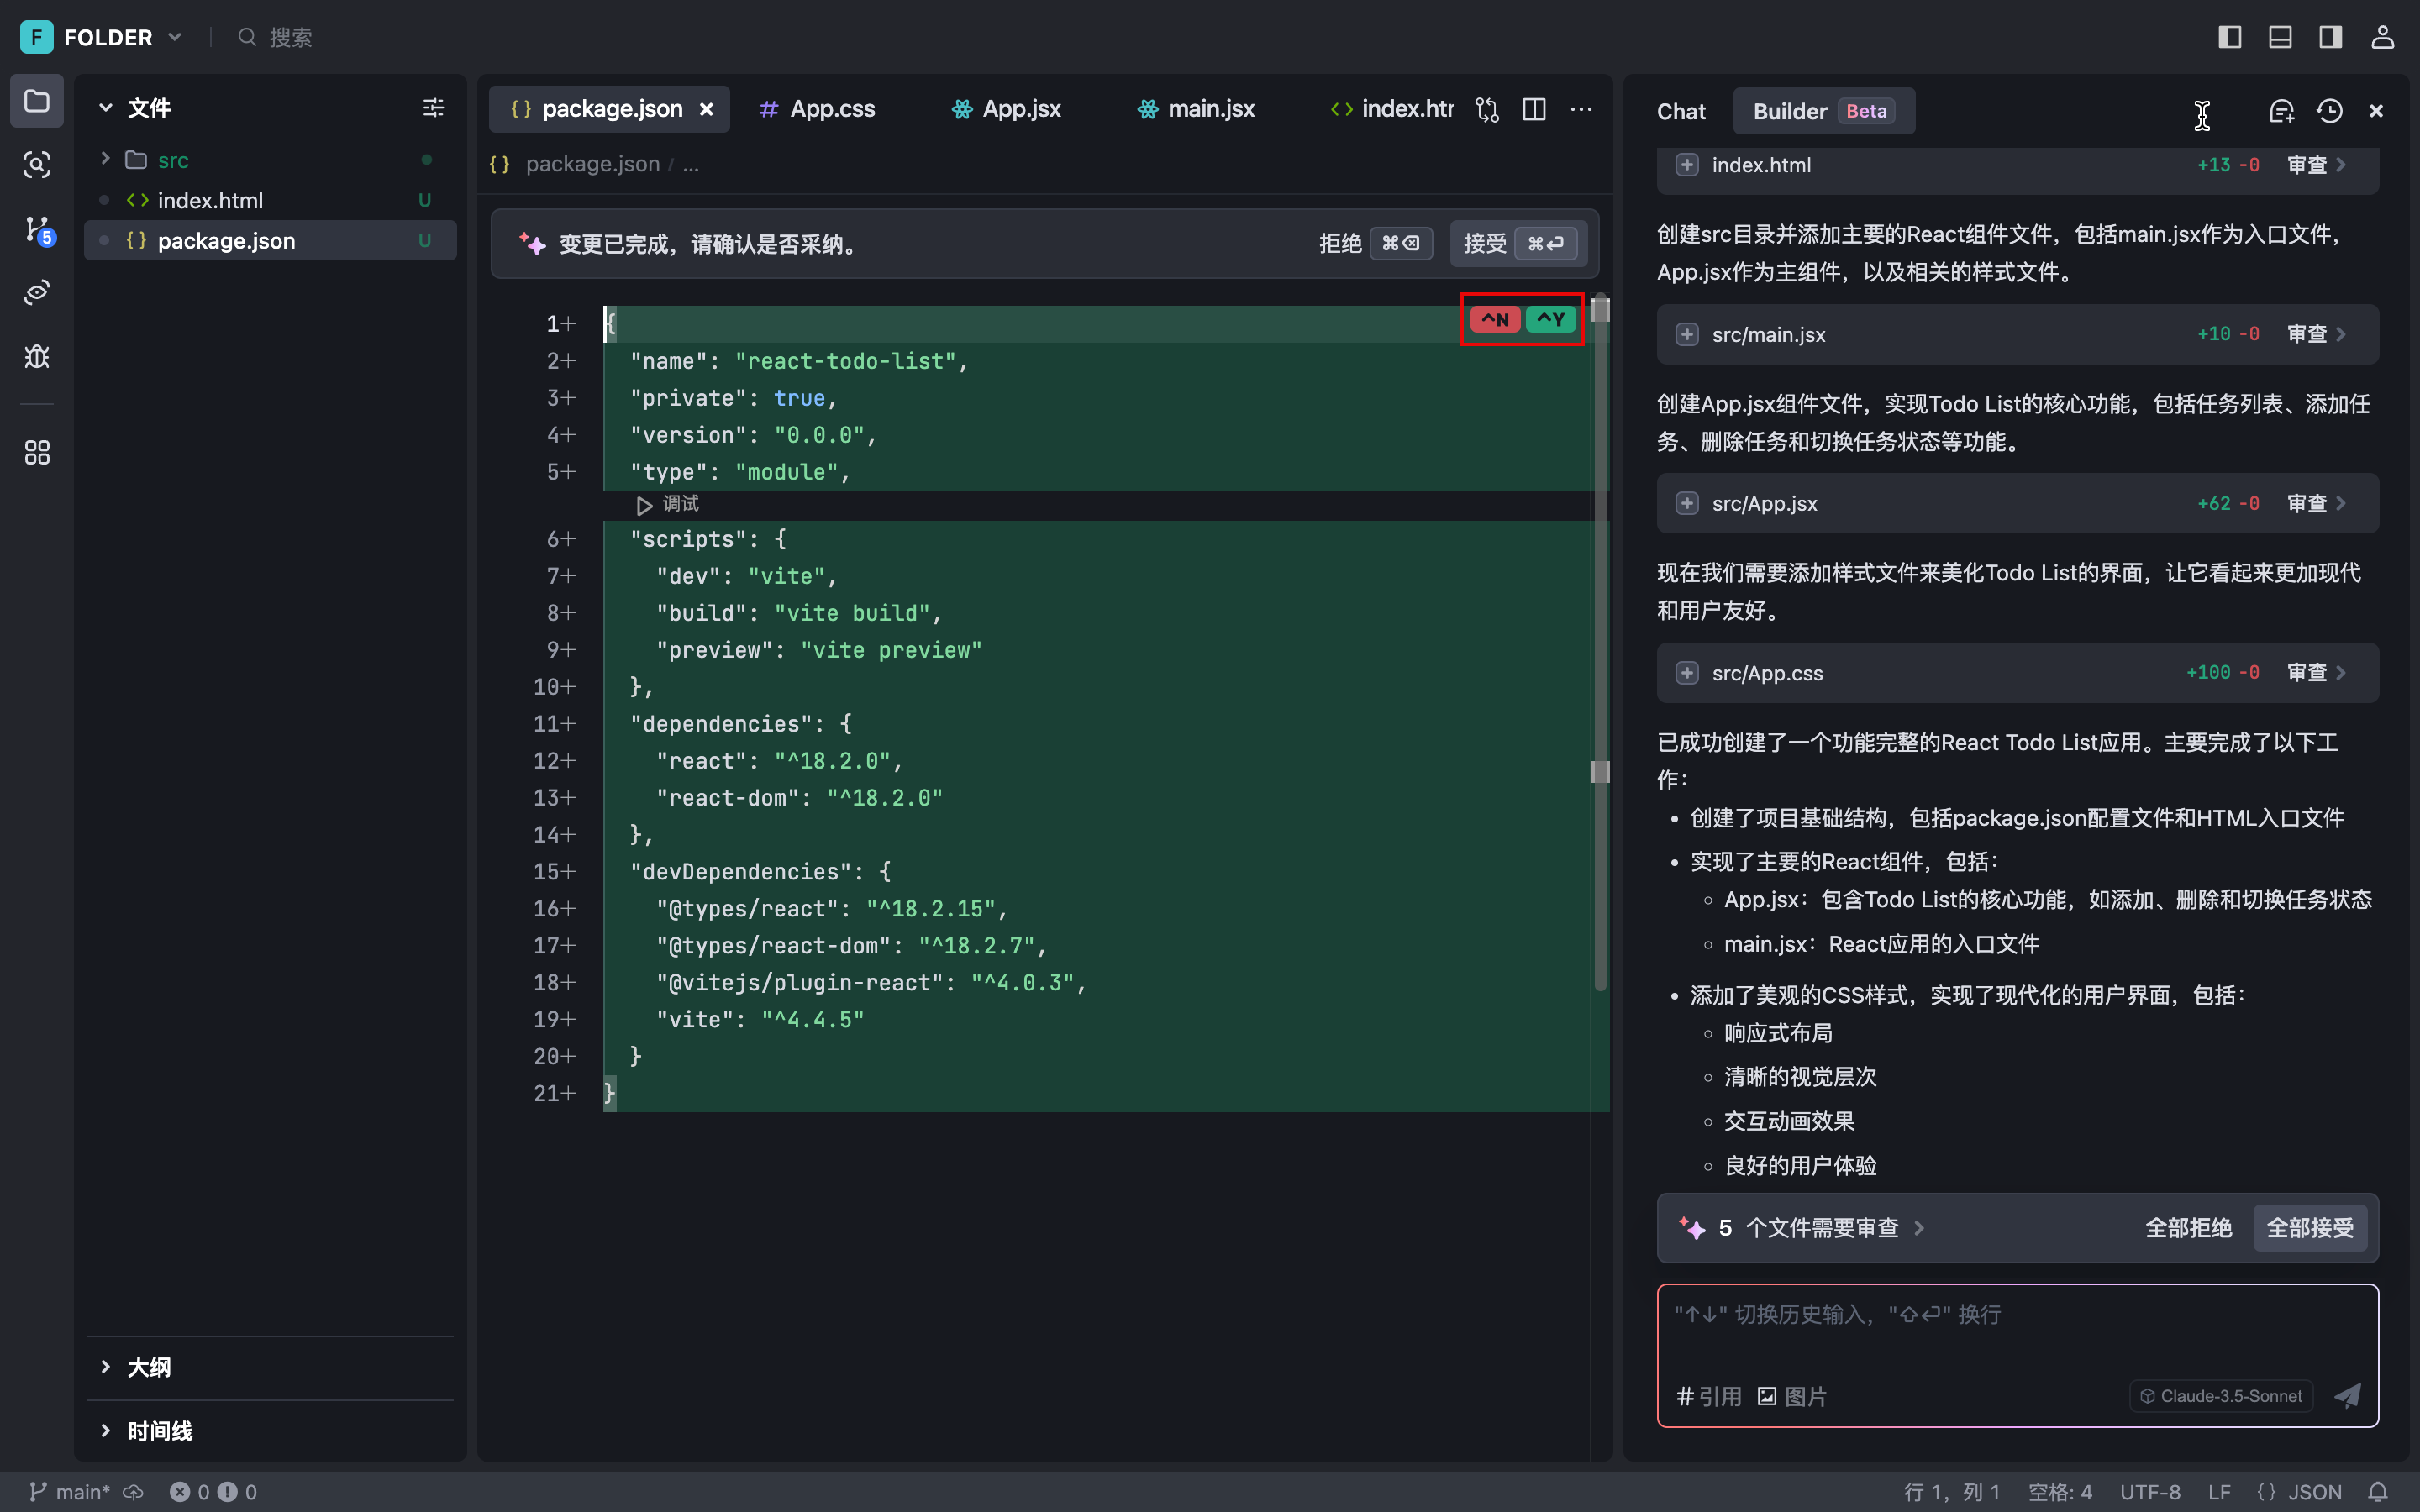 F FOLDER 搜索
文件
src
index.html U
package.json U
5
大纲
时间线
{} package.json × # App.css App.jsx main.jsx <> index.htr ...
{} package.json / ...
变更已完成，请确认是否采纳。 拒绝 ⌘⌫ 接受 ⌘↩
^N ^Y
1+ {
2+ "name": "react-todo-list",
3+ "private": true,
4+ "version": "0.0.0",
5+ "type": "module",
调试
6+ "scripts": {
7+ "dev": "vite",
8+ "build": "vite build",
9+ "preview": "vite preview"
10+ },
11+ "dependencies": {
12+ "react": "^18.2.0",
13+ "react-dom": "^18.2.0"
14+ },
15+ "devDependencies": {
16+ "@types/react": "^18.2.15",
17+ "@types/react-dom": "^18.2.7",
18+ "@vitejs/plugin-react": "^4.0.3",
19+ "vite": "^4.4.5"
20+ }
21+ }
Chat Builder Beta
index.html +13 -0 审查
创建src目录并添加主要的React组件文件，包括main.jsx作为入口文件，
App.jsx作为主组件，以及相关的样式文件。
src/main.jsx +10 -0 审查
创建App.jsx组件文件，实现Todo List的核心功能，包括任务列表、添加任
务、删除任务和切换任务状态等功能。
src/App.jsx +62 -0 审查
现在我们需要添加样式文件来美化Todo List的界面，让它看起来更加现代
和用户友好。
src/App.css +100 -0 审查
已成功创建了一个功能完整的React Todo List应用。主要完成了以下工
作：
• 创建了项目基础结构，包括package.json配置文件和HTML入口文件
• 实现了主要的React组件，包括：
◦ App.jsx：包含Todo List的核心功能，如添加、删除和切换任务状态
◦ main.jsx：React应用的入口文件
• 添加了美观的CSS样式，实现了现代化的用户界面，包括：
◦ 响应式布局
◦ 清晰的视觉层次
◦ 交互动画效果
◦ 良好的用户体验
5 个文件需要审查 全部拒绝 全部接受
"↑↓" 切换历史输入，"⇧↩" 换行
# 引用 图片 Claude-3.5-Sonnet
main* 0 0 行 1，列 1 空格: 4 UTF-8 LF {} JSON